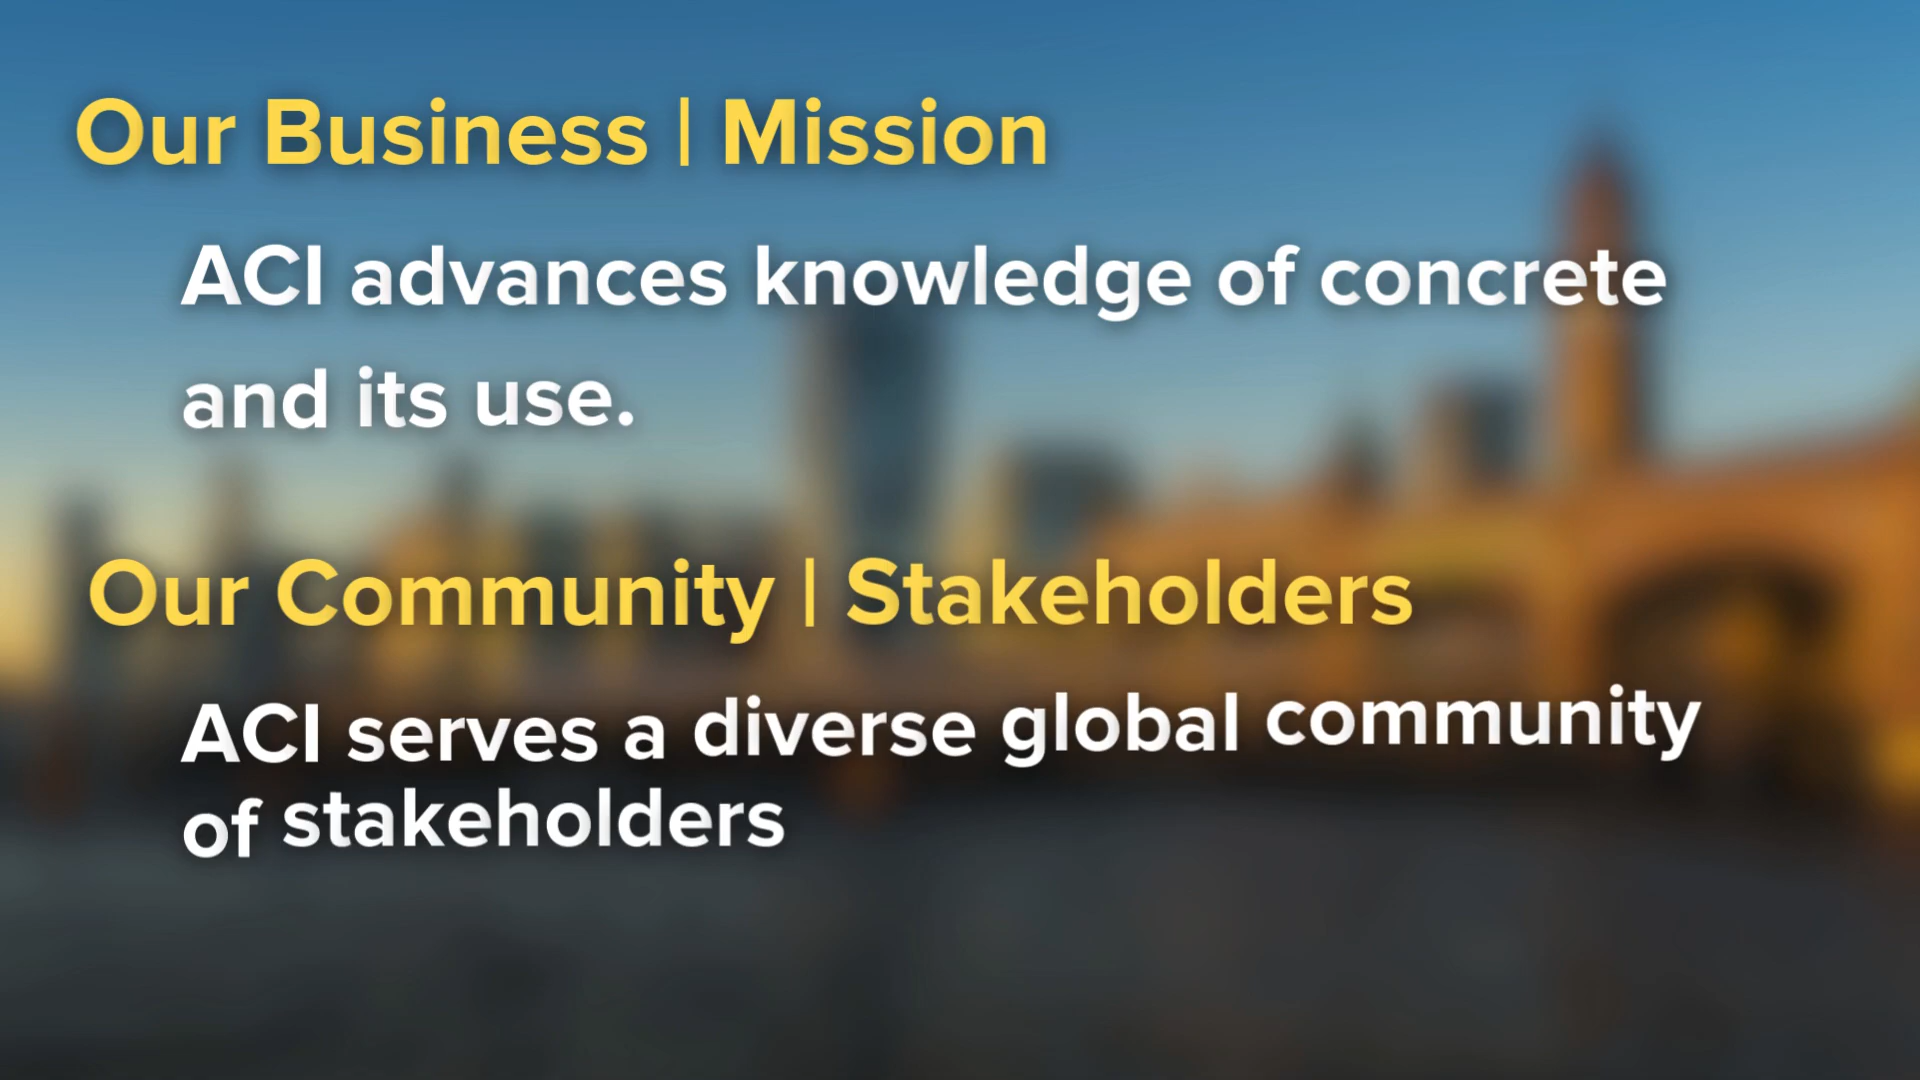 Our Business | Mission
ACI advances knowledge of concrete
and its use.
Our Community | Stakeholders
ACI serves a diverse global community
of stakeholders